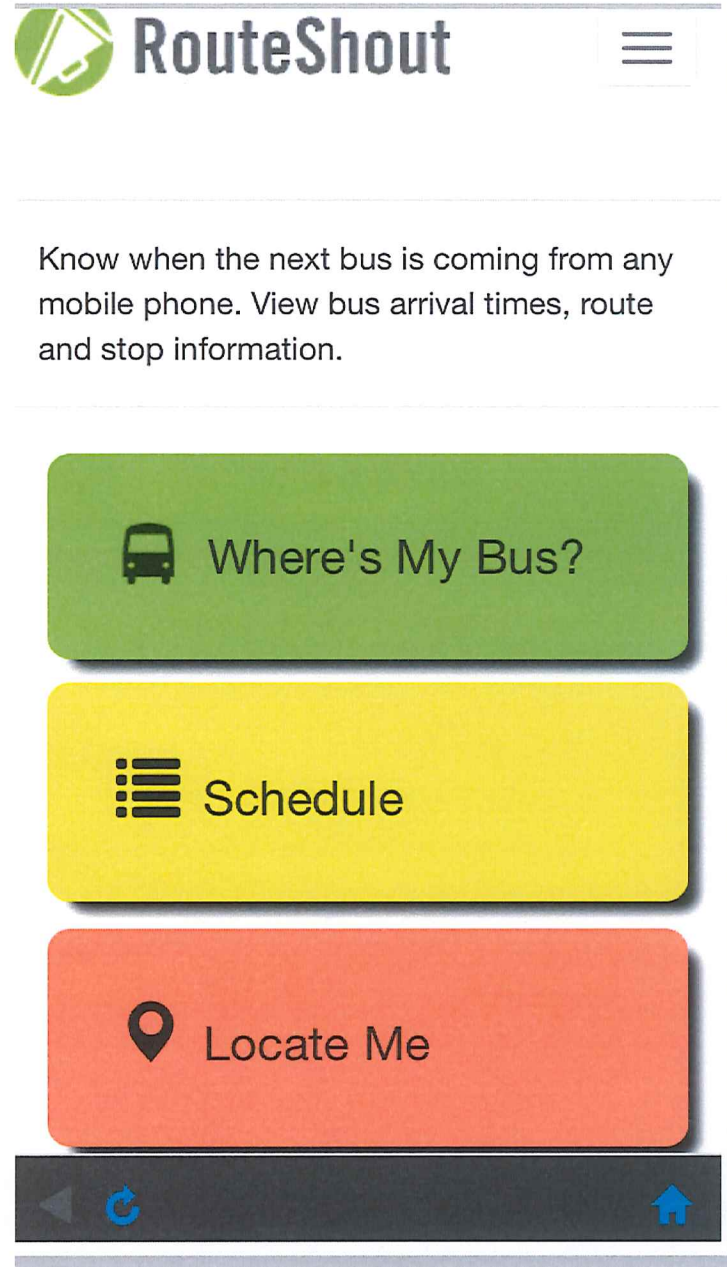 RouteShout
Know when the next bus is coming from any
mobile phone. View bus arrival times, route
and stop information.
Where's My Bus?
Schedule
Locate Me